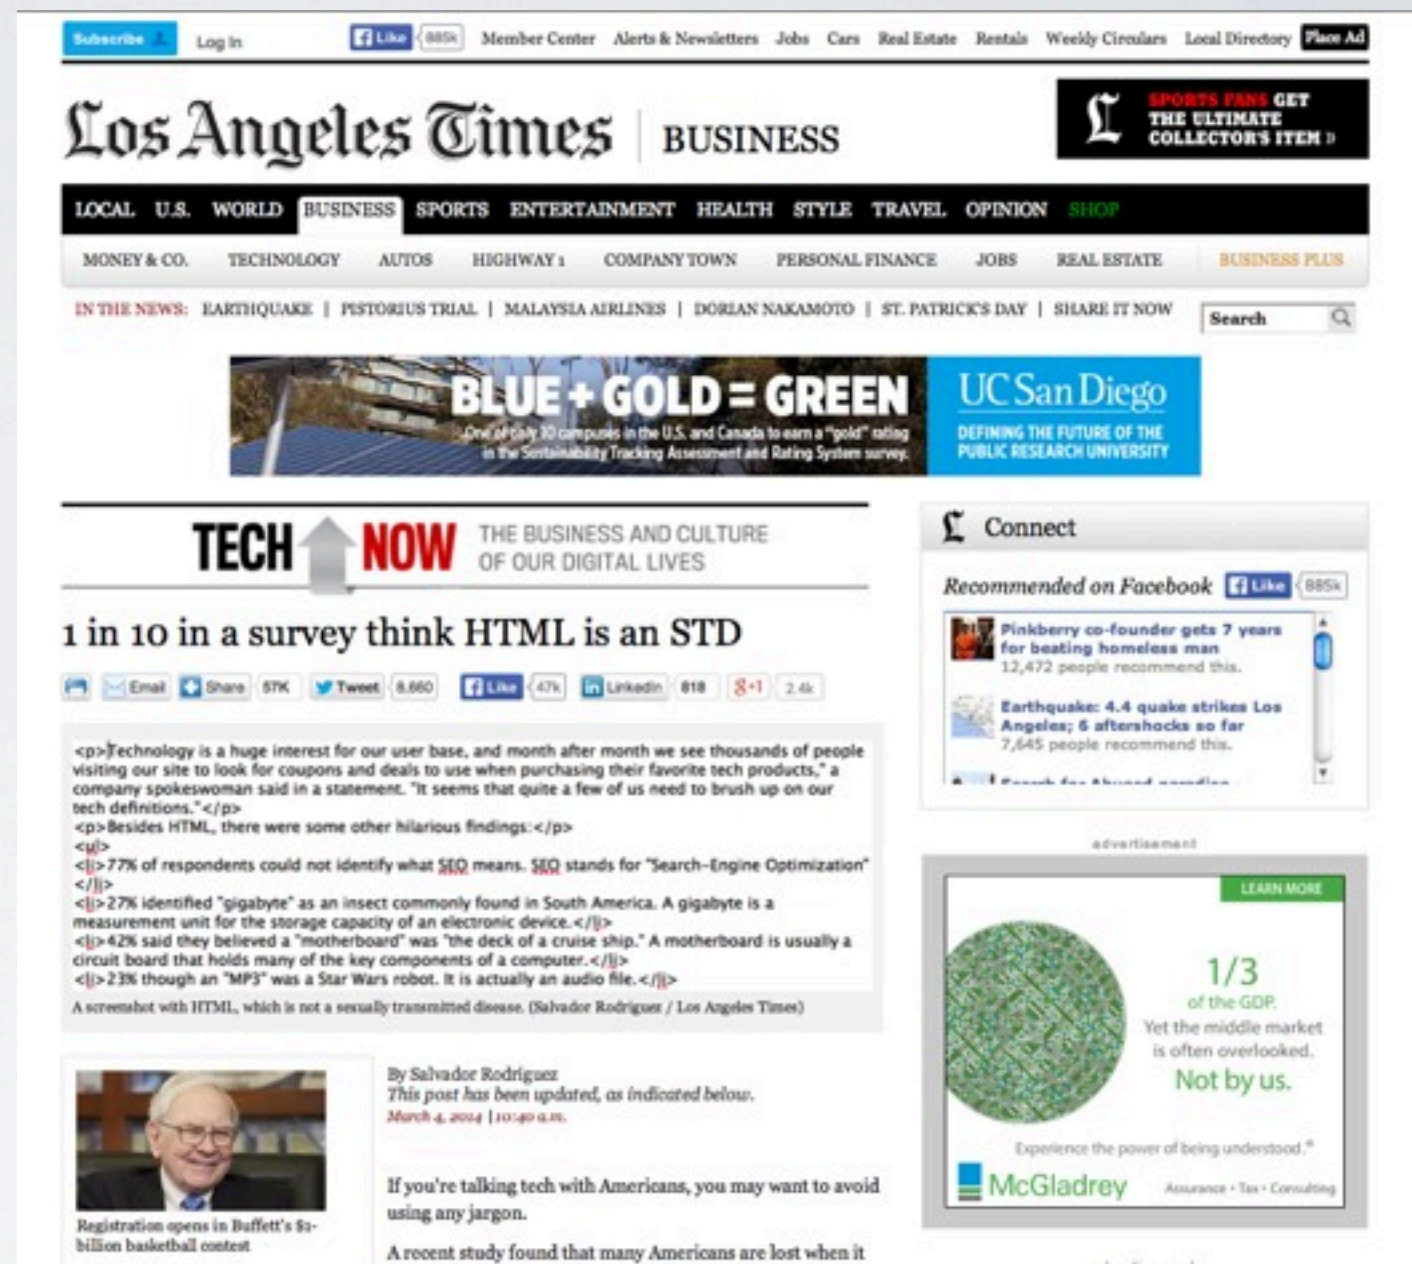 Subscribe Log In Like 885k Member Center Alerts & Newsletters Jobs Cars Real Estate Rentals Weekly Circulars Local Directory Place Ad
Los Angeles Times BUSINESS
SPORTS FANS GET
THE ULTIMATE
COLLECTOR'S ITEM »
LOCAL U.S. WORLD BUSINESS SPORTS ENTERTAINMENT HEALTH STYLE TRAVEL OPINION SHOP
MONEY & CO. TECHNOLOGY AUTOS HIGHWAY 1 COMPANY TOWN PERSONAL FINANCE JOBS REAL ESTATE BUSINESS PLUS
IN THE NEWS: EARTHQUAKE | PISTORIUS TRIAL | MALAYSIA AIRLINES | DORIAN NAKAMOTO | ST. PATRICK'S DAY | SHARE IT NOW
Search
BLUE + GOLD = GREEN
One of only 10 campuses in the U.S. and Canada to earn a "gold" rating
in the Sustainability Tracking Assessment and Rating System survey.
UC San Diego
DEFINING THE FUTURE OF THE
PUBLIC RESEARCH UNIVERSITY
TECH NOW
THE BUSINESS AND CULTURE
OF OUR DIGITAL LIVES
1 in 10 in a survey think HTML is an STD
Email Share 57K Tweet 8,660 Like 47k LinkedIn 818 g+1 2.4k
<p>Technology is a huge interest for our user base, and month after month we see thousands of people
visiting our site to look for coupons and deals to use when purchasing their favorite tech products," a
company spokeswoman said in a statement. "It seems that quite a few of us need to brush up on our
tech definitions."</p>
<p>Besides HTML, there were some other hilarious findings:</p>
<ul>
<li>77% of respondents could not identify what SEO means. SEO stands for "Search-Engine Optimization"
</li>
<li>27% identified "gigabyte" as an insect commonly found in South America. A gigabyte is a
measurement unit for the storage capacity of an electronic device.</li>
<li>42% said they believed a "motherboard" was "the deck of a cruise ship." A motherboard is usually a
circuit board that holds many of the key components of a computer.</li>
<li>23% though an "MP3" was a Star Wars robot. It is actually an audio file.</li>
A screenshot with HTML, which is not a sexually transmitted disease. (Salvador Rodriguez / Los Angeles Times)
Registration opens in Buffett's $1-
billion basketball contest
By Salvador Rodriguez
This post has been updated, as indicated below.
March 4, 2014 | 10:40 a.m.
If you're talking tech with Americans, you may want to avoid
using any jargon.
A recent study found that many Americans are lost when it
Connect
Recommended on Facebook Like 885k
Pinkberry co-founder gets 7 years
for beating homeless man
12,472 people recommend this.
Earthquake: 4.4 quake strikes Los
Angeles; 6 aftershocks so far
7,645 people recommend this.
advertisement
LEARN MORE
1/3
of the GDP.
Yet the middle market
is often overlooked.
Not by us.
Experience the power of being understood.®
McGladrey
Assurance • Tax • Consulting